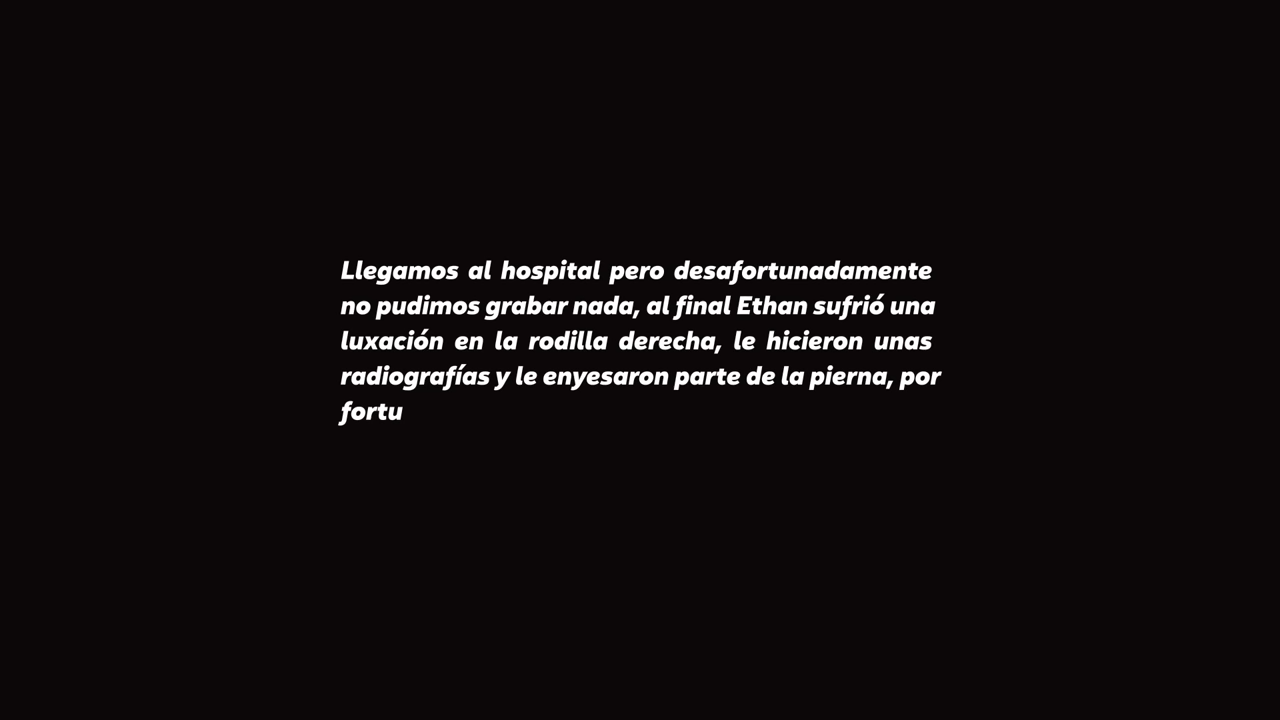 Llegamos al hospital pero desafortunadamente
no pudimos grabar nada, al final Ethan sufrió una
luxación en la rodilla derecha, le hicieron unas
radiografías y le enyesaron parte de la pierna, por
fortu